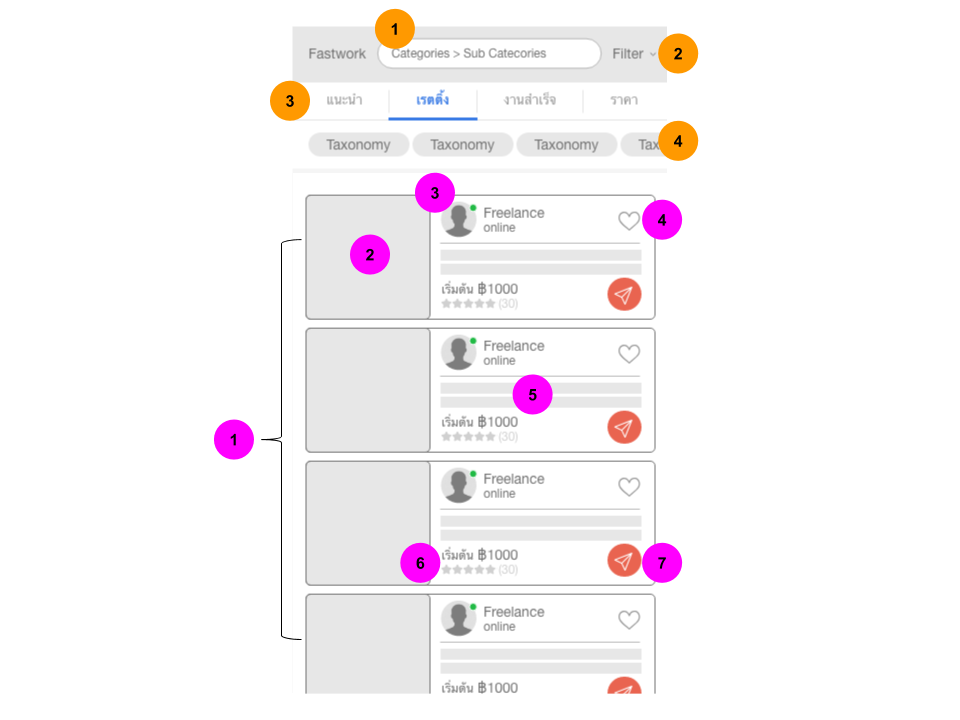 1
Fastwork Categories > Sub Catecories Filter 2
3 แนะนำ เรตติ้ง งานสำเร็จ ราคา
Taxonomy Taxonomy Taxonomy Tax 4
3
Freelance 4
online
2
เริ่มต้น ฿1000
(30)
Freelance
online
5
เริ่มต้น ฿1000
(30)
1
Freelance
online
6 เริ่มต้น ฿1000 7
(30)
Freelance
online
เริ่มต้น ฿1000